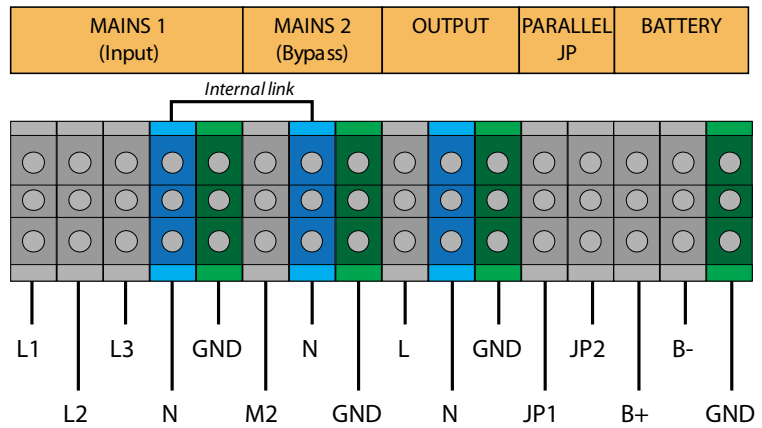 MAINS 1
(Input)
MAINS 2
(Bypass)
OUTPUT
PARALLEL
JP
BATTERY
Internal link
L1
L3
GND
N
L
GND
JP2
B-
L2
N
M2
GND
N
JP1
B+
GND